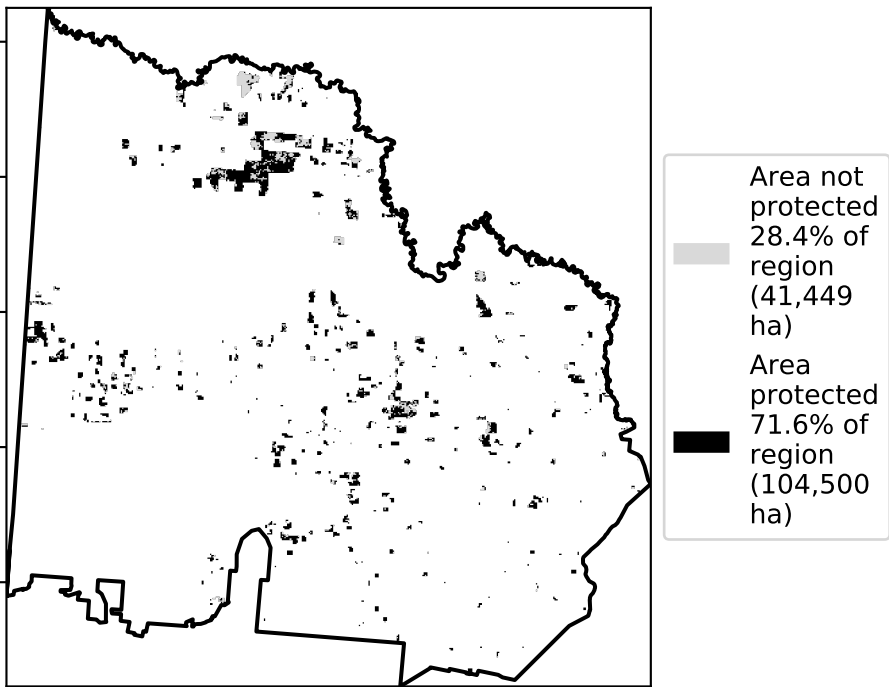 Area not
protected
28.4% of
region
(41,449
ha)
Area
protected
71.6% of
region
(104,500
ha)